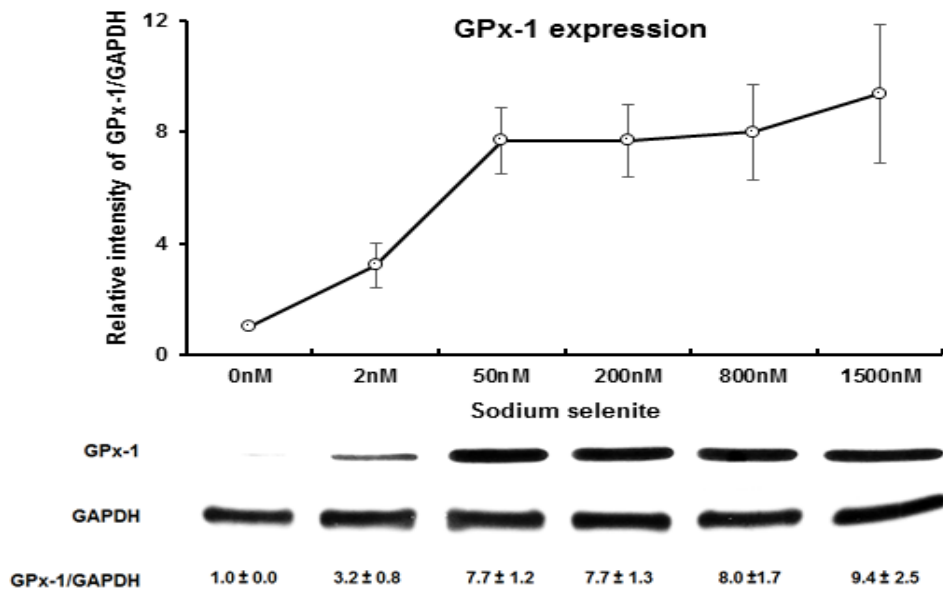 GPx-1 expression
Relative intensity of GPx-1/GAPDH
12
8
4
0
0nM 2nM 50nM 200nM 800nM 1500nM
Sodium selenite
GPx-1
GAPDH
GPx-1/GAPDH 1.0 ± 0.0 3.2 ± 0.8 7.7 ± 1.2 7.7 ± 1.3 8.0 ±1.7 9.4 ± 2.5